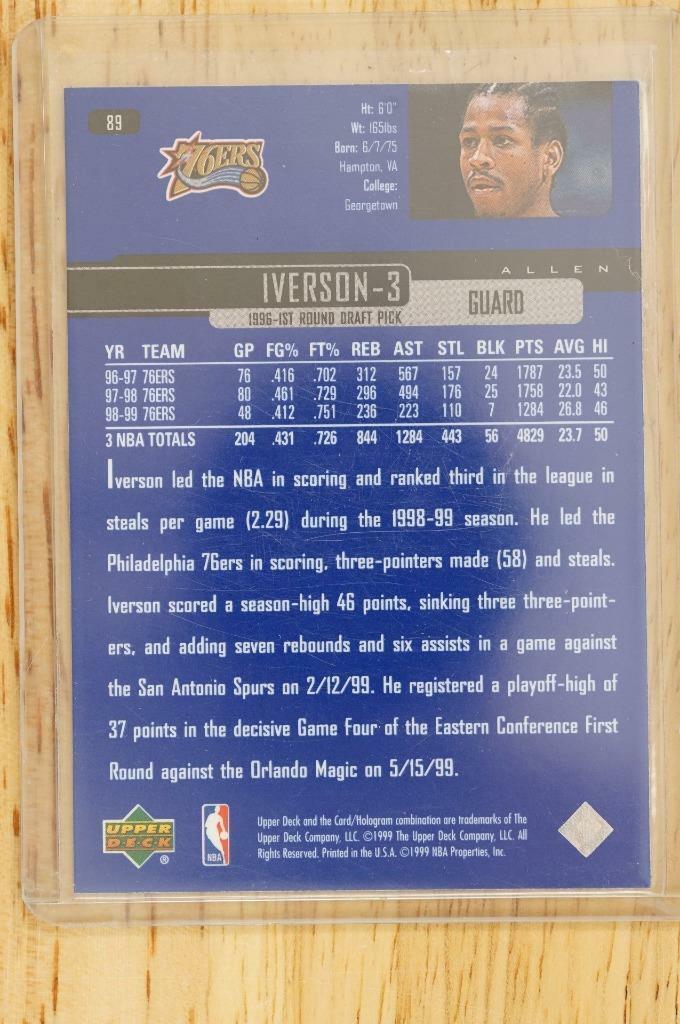 89
76ERS
Ht: 6'0"
Wt: 165lbs
Born: 6/7/75
Hampton, VA
College:
Georgetown
ALLEN
IVERSON-3
GUARD
1996-1ST ROUND DRAFT PICK
YR TEAM GP FG% FT% REB AST STL BLK PTS AVG HI
96-97 76ERS 76 .416 .702 312 567 157 24 1787 23.5 50
97-98 76ERS 80 .461 .729 296 494 176 25 1758 22.0 43
98-99 76ERS 48 .412 .751 236 223 110 7 1284 26.8 46
3 NBA TOTALS 204 .431 .726 844 1284 443 56 4829 23.7 50
Iverson led the NBA in scoring and ranked third in the league in
steals per game (2.29) during the 1998-99 season. He led the
Philadelphia 76ers in scoring, three-pointers made (58) and steals.
Iverson scored a season-high 46 points, sinking three three-point-
ers, and adding seven rebounds and six assists in a game against
the San Antonio Spurs on 2/12/99. He registered a playoff-high of
37 points in the decisive Game Four of the Eastern Conference First
Round against the Orlando Magic on 5/15/99.
UPPER
DECK
®
NBA
Upper Deck and the Card/Hologram combination are trademarks of The
Upper Deck Company, LLC. ©1999 The Upper Deck Company, LLC. All
Rights Reserved. Printed in the U.S.A. ©1999 NBA Properties, Inc.